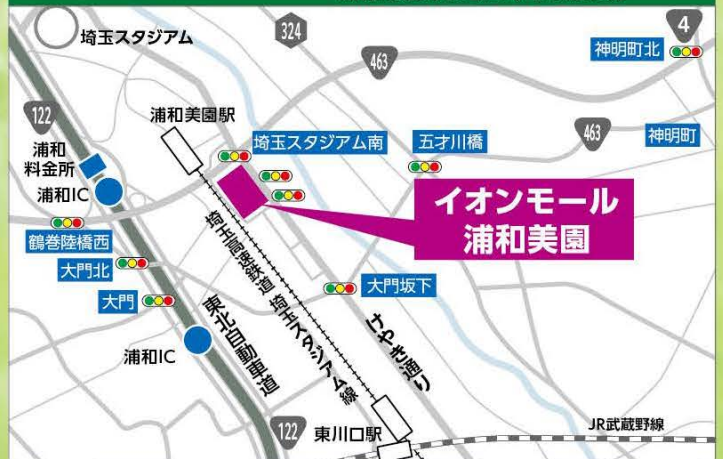 埼玉スタジアム
324
4
神明町北
463
122
浦和美園駅
埼玉スタジアム南
五才川橋
463
神明町
浦和
料金所
浦和IC
イオンモール
浦和美園
鶴巻陸橋西
大門北
大門
大門坂下
埼玉高速鉄道 埼玉スタジアム線
東北自動車道
けやき通り
浦和IC
122
東川口駅
JR武蔵野線